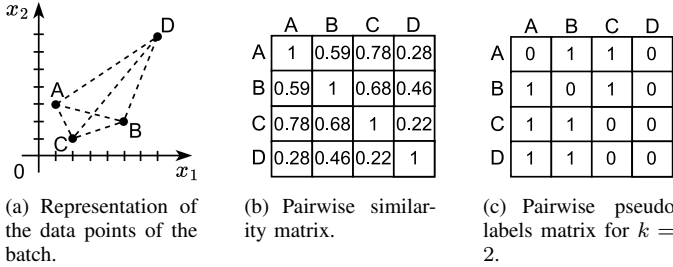 x2
D
A
B
C
0
x1
A B C D
A 1 0.59 0.78 0.28
B 0.59 1 0.68 0.46
C 0.78 0.68 1 0.22
D 0.28 0.46 0.22 1
A B C D
A 0 1 1 0
B 1 0 1 0
C 1 1 0 0
D 1 1 0 0
(a) Representation of
the data points of the
batch.
(b) Pairwise similar-
ity matrix.
(c) Pairwise pseudo
labels matrix for k =
2.